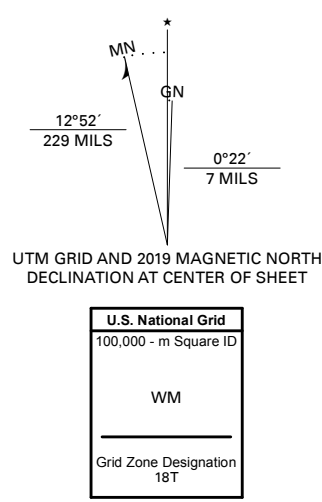 ★
MN
GN
12°52´
229 MILS
0°22´
7 MILS
UTM GRID AND 2019 MAGNETIC NORTH
DECLINATION AT CENTER OF SHEET
U.S. National Grid
100,000 - m Square ID
WM
Grid Zone Designation
18T